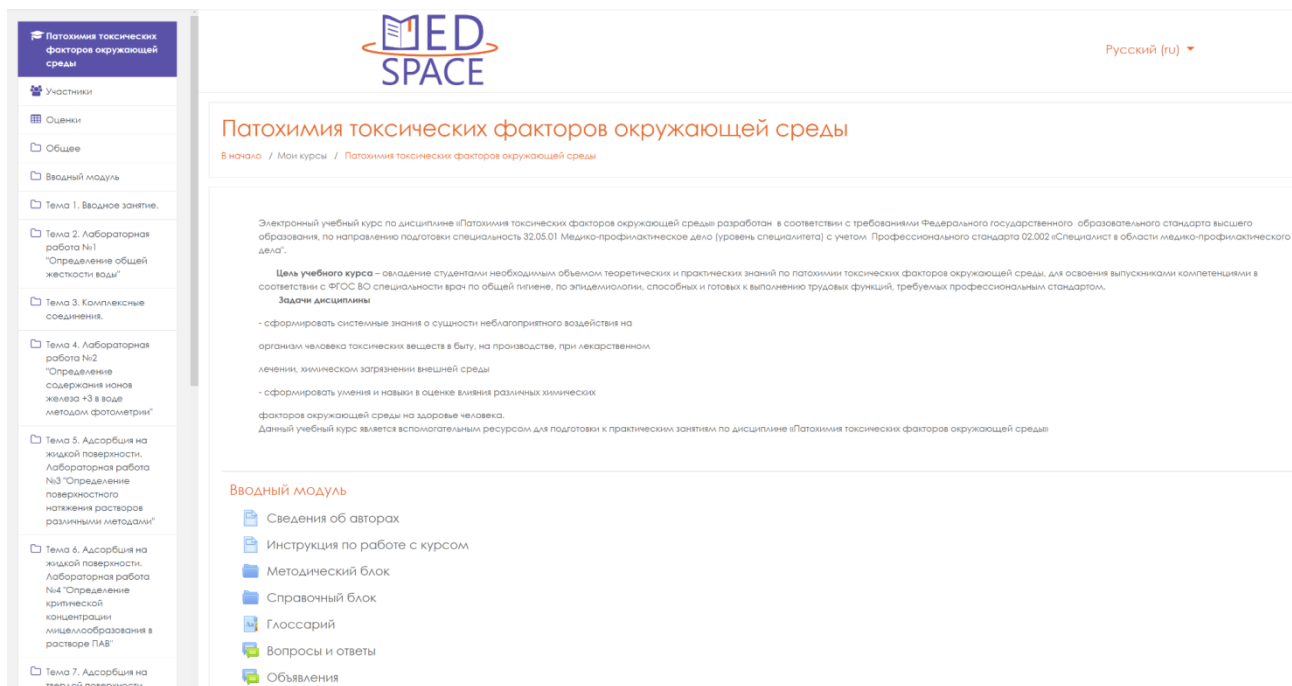 Патохимия токсических
факторов окружающей
среды
Участники
Оценки
Общее
Вводный модуль
Тема 1. Вводное занятие.
Тема 2. Лабораторная
работа №1
"Определение общей
жесткости воды"
Тема 3. Комплексные
соединения.
Тема 4. Лабораторная
работа №2
"Определение
содержания ионов
железа +3 в воде
методом фотометрии"
Тема 5. Адсорбция на
жидкой поверхности.
Лабораторная работа
№3 "Определение
поверхностного
натяжения растворов
различными методами"
Тема 6. Адсорбция на
жидкой поверхности.
Лабораторная работа
№4 "Определение
критической
концентрации
мицеллообразования в
растворе ПАВ"
Тема 7. Адсорбция на
твердой поверхности
MED
SPACE
Русский (ru)
Патохимия токсических факторов окружающей среды
В начало / Мои курсы / Патохимия токсических факторов окружающей среды
Электронный учебный курс по дисциплине «Патохимия токсических факторов окружающей среды» разработан в соответствии с требованиями Федерального государственного образовательного стандарта высшего
образования, по направлению подготовки специальность 32.05.01 Медико-профилактическое дело (уровень специалитета) с учетом Профессионального стандарта 02.002 «Специалист в области медико-профилактического
дела".
Цель учебного курса – овладение студентами необходимым объемом теоретических и практических знаний по патохимии токсических факторов окружающей среды, для освоения выпускниками компетенциями в
соответствии с ФГОС ВО специальности врач по общей гигиене, по эпидемиологии, способных и готовых к выполнению трудовых функций, требуемых профессиональным стандартом.
Задачи дисциплины
- сформировать системные знания о сущности неблагоприятного воздействия на
организм человека токсических веществ в быту, на производстве, при лекарственном
лечении, химическом загрязнении внешней среды
- сформировать умения и навыки в оценке влияния различных химических
факторов окружающей среды на здоровье человека.
Данный учебный курс является вспомогательным ресурсом для подготовки к практическим занятиям по дисциплине «Патохимия токсических факторов окружающей среды»
Вводный модуль
Сведения об авторах
Инструкция по работе с курсом
Методический блок
Справочный блок
Глоссарий
Вопросы и ответы
Объявления